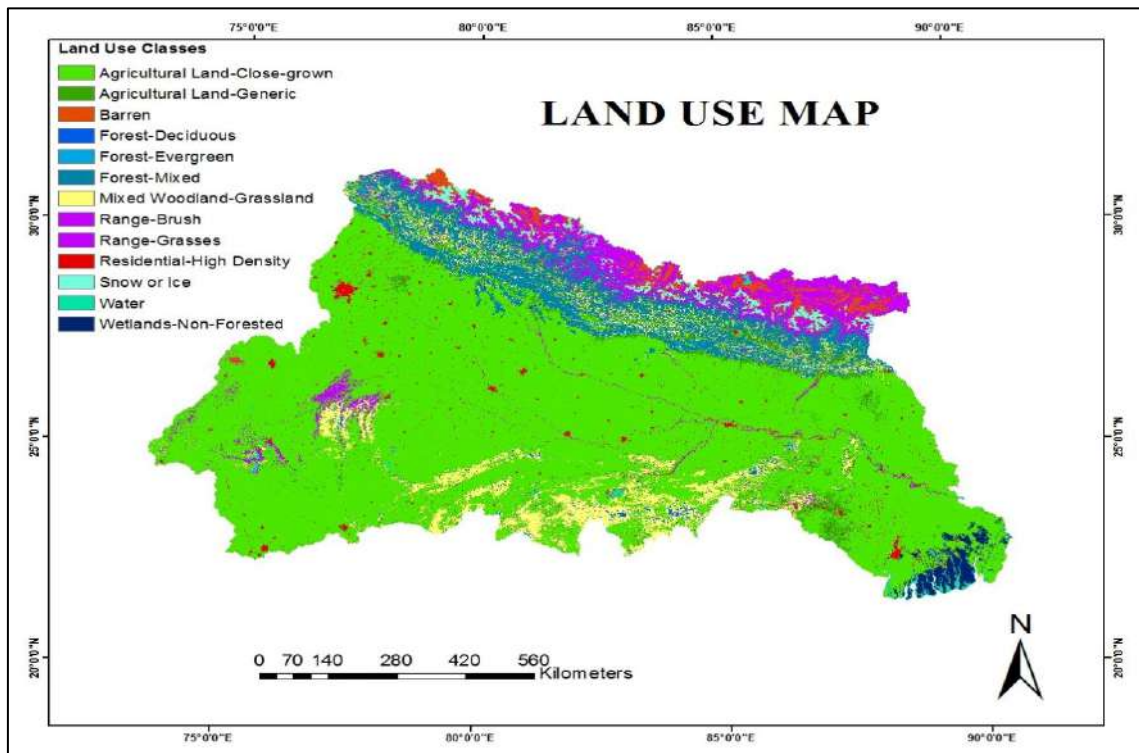 75°0'0"E 80°0'0"E 85°0'0"E 90°0'0"E
Land Use Classes
Agricultural Land-Close-grown
Agricultural Land-Generic
Barren
Forest-Deciduous
Forest-Evergreen
Forest-Mixed
Mixed Woodland-Grassland
Range-Brush
Range-Grasses
Residential-High Density
Snow or Ice
Water
Wetlands-Non-Forested
LAND USE MAP
30°0'0"N 30°0'0"N
25°0'0"N 25°0'0"N
20°0'0"N 20°0'0"N
N
0 70 140 280 420 560
Kilometers
75°0'0"E 80°0'0"E 85°0'0"E 90°0'0"E